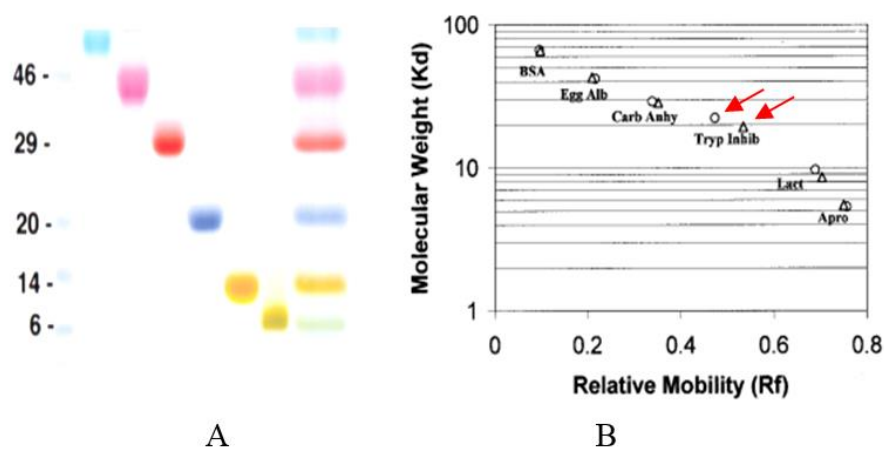 46 -
29 -
20 -
14 -
6 -
A
Molecular Weight (Kd)
100
10
1
BSA
Egg Alb
Carb Anhy
Tryp Inhib
Lact
Apro
0 0.2 0.4 0.6 0.8
Relative Mobility (Rf)
B